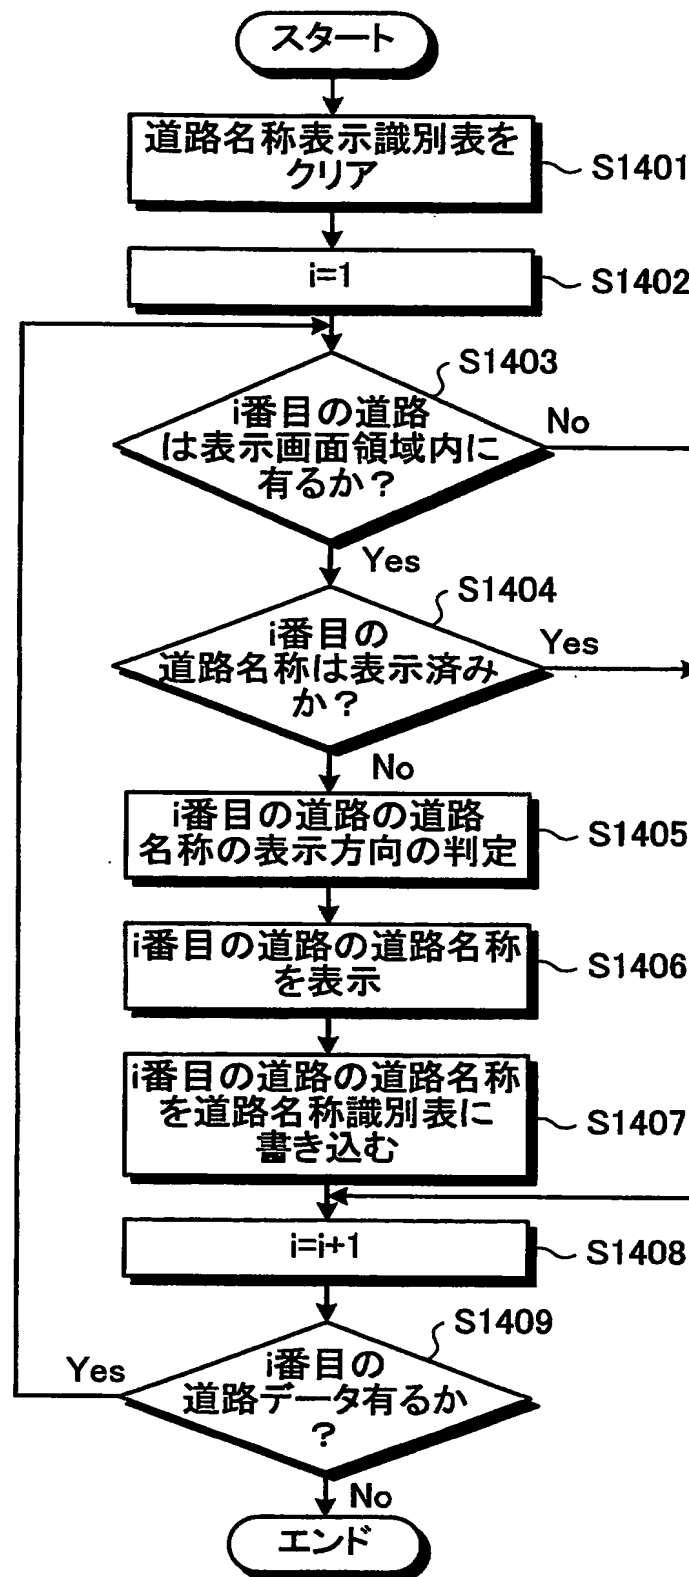 スタート
道路名称表示識別表を
クリア
S1401
i=1
S1402
S1403
i番目の道路
は表示画面領域内に
有るか？
No
Yes
S1404
i番目の
道路名称は表示済み
か？
Yes
No
i番目の道路の道路
名称の表示方向の判定
S1405
i番目の道路の道路名称
を表示
S1406
i番目の道路の道路名称
を道路名称識別表に
書き込む
S1407
i=i+1
S1408
S1409
i番目の
道路データ有るか
？
Yes
No
エンド